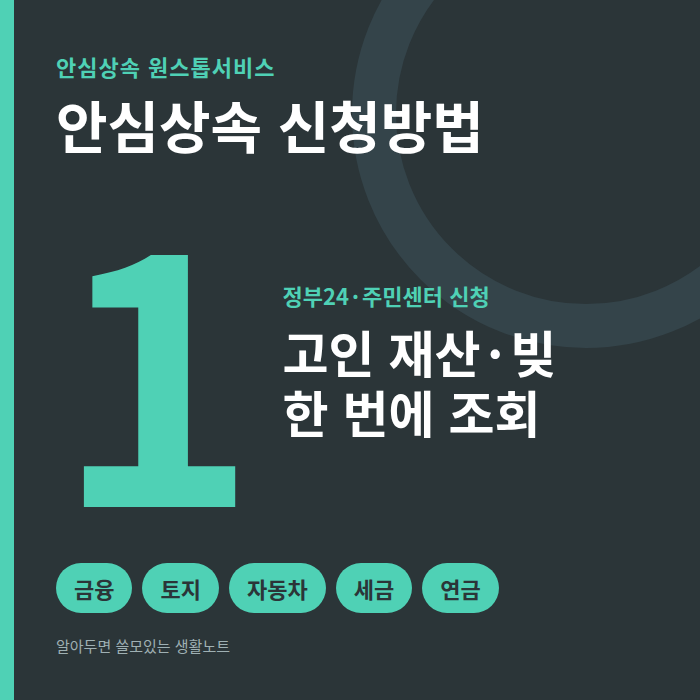 안심상속 원스톱서비스
안심상속 신청방법
1
정부24·주민센터 신청
고인 재산·빚
한 번에 조회
금융 토지 자동차 세금 연금
알아두면 쓸모있는 생활노트